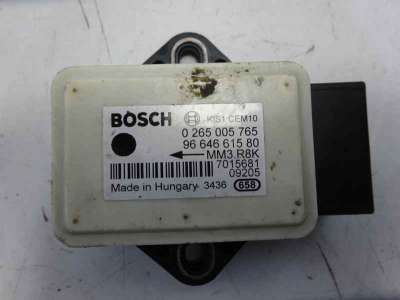 BOSCH KIS1 CEM10
0 265 005 765
96 646 615 80
MM3.R8K
7015681
09205
Made in Hungary 3436 658